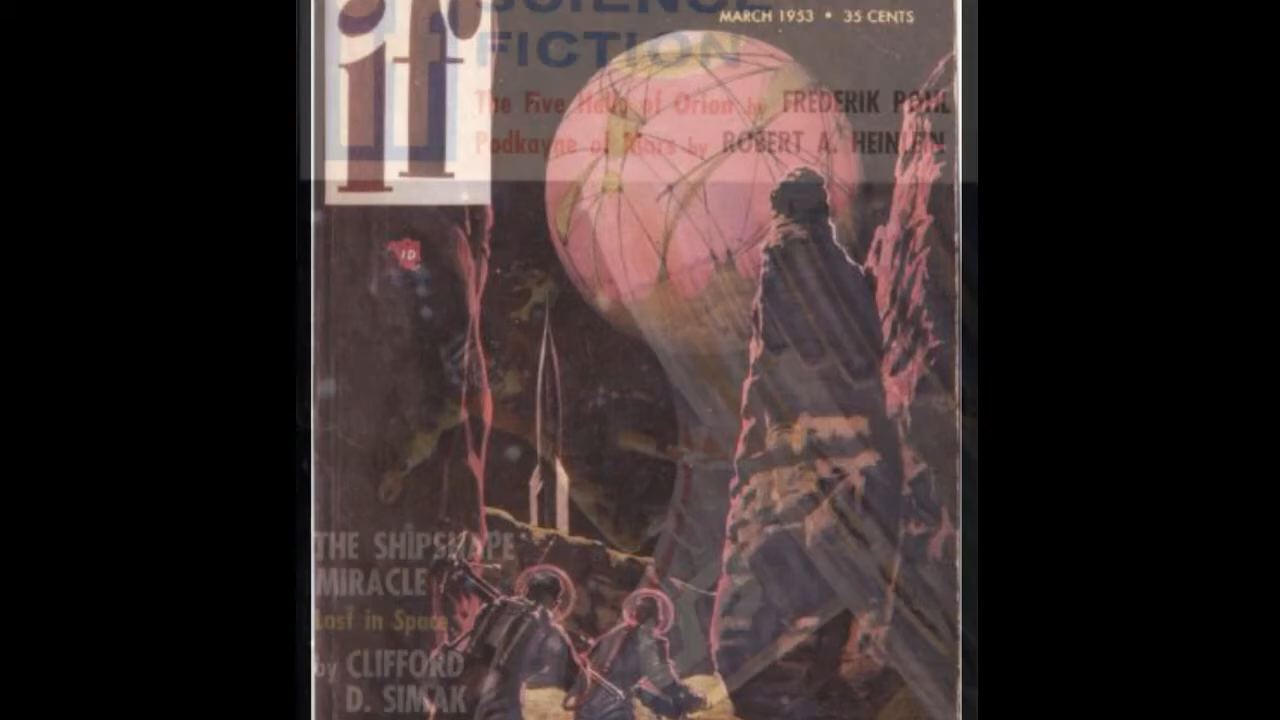 if
SCIENCE
FICTION
MARCH 1953 • 35 CENTS
The Five Hells of Orion by FREDERIK POHL
Podkayne of Mars by ROBERT A. HEINLEIN
ID
THE SHIPSHAPE
MIRACLE
Lost in Space
by CLIFFORD
D. SIMAK